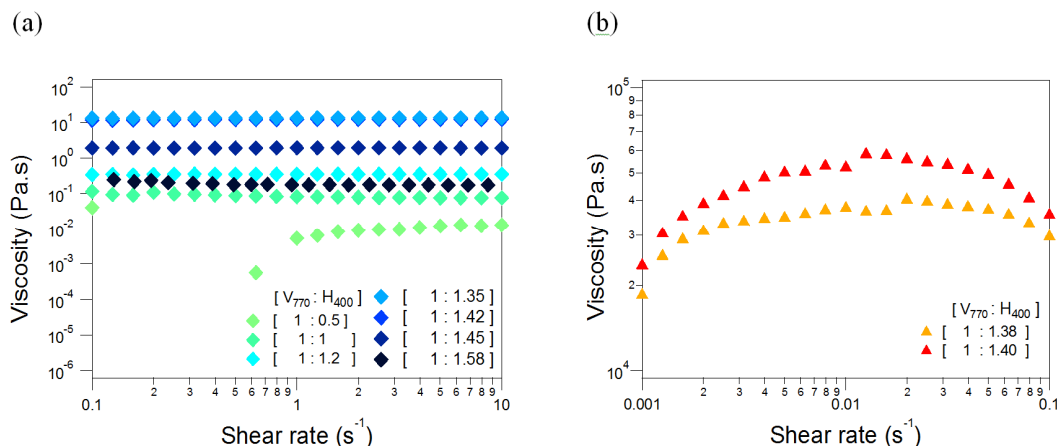 (a)
Viscosity (Pa.s)
10²
10¹
10⁰
10⁻¹
10⁻²
10⁻³
10⁻⁴
10⁻⁵
10⁻⁶
[ V₇₇₀ : H₄₀₀ ]
[ 1 : 0.5 ]
[ 1 : 1 ]
[ 1 : 1.2 ]
[ 1 : 1.35 ]
[ 1 : 1.42 ]
[ 1 : 1.45 ]
[ 1 : 1.58 ]
0.1 2 3 4 5 6 7 8 9 1 2 3 4 5 6 7 8 9 10
Shear rate (s⁻¹)
(b)
Viscosity (Pa.s)
10⁵
9
8
7
6
5
4
3
2
10⁴
[ V₇₇₀ : H₄₀₀ ]
[ 1 : 1.38 ]
[ 1 : 1.40 ]
0.001 2 3 4 5 6 7 8 9 0.01 2 3 4 5 6 7 8 9 0.1
Shear rate (s⁻¹)